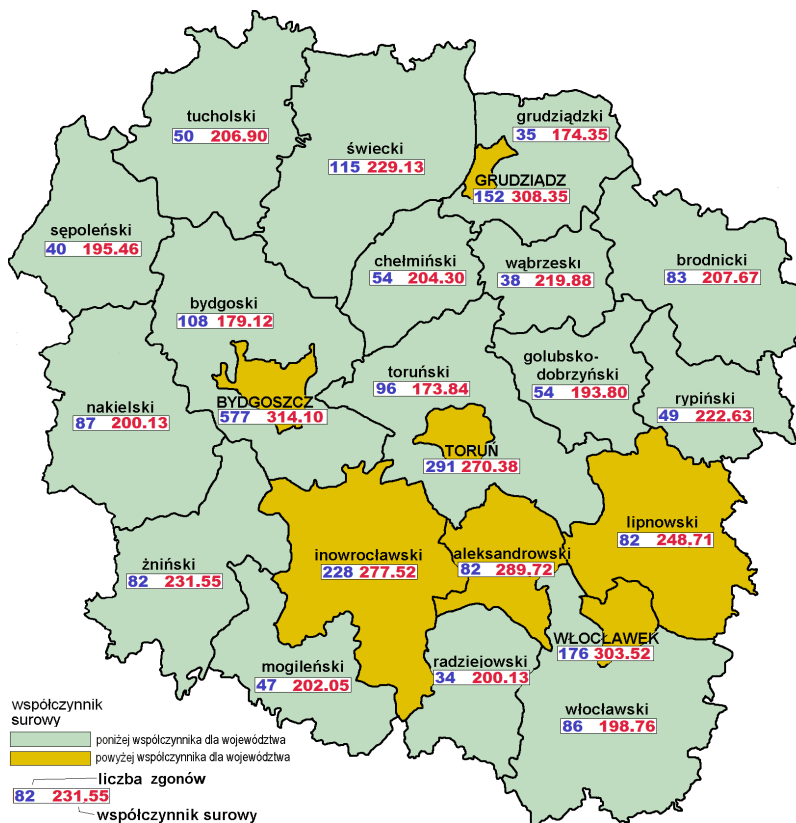 tucholski
50 206.90
świecki
115 229.13
grudziądzki
35 174.35
GRUDZIĄDZ
152 308.35
sępoleński
40 195.46
chełmiński
54 204.30
wąbrzeski
38 219.88
brodnicki
83 207.67
bydgoski
108 179.12
BYDGOSZCZ
577 314.10
toruński
96 173.84
golubsko-
dobrzyński
54 193.80
rypiński
49 222.63
nakielski
87 200.13
TORUŃ
291 270.38
żniński
82 231.55
inowrocławski
228 277.52
aleksandrowski
82 289.72
lipnowski
82 248.71
mogileński
47 202.05
radziejowski
34 200.13
WŁOCŁAWEK
176 303.52
włocławski
86 198.76
współczynnik
surowy
poniżej współczynnika dla województwa
powyżej współczynnika dla województwa
liczba zgonów
82 231.55
współczynnik surowy